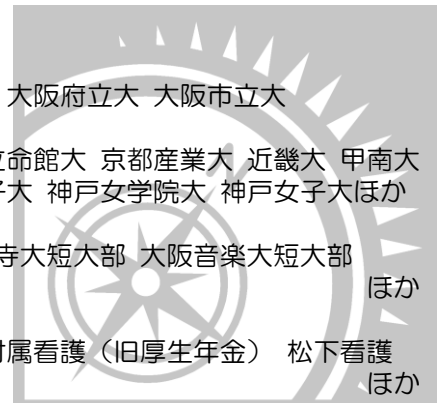 大阪府立大 大阪市立大
立命館大 京都産業大 近畿大 甲南大
子大 神戸女学院大 神戸女子大ほか
寺大短大部 大阪音楽大短大部
ほか
付属看護（旧厚生年金） 松下看護
ほか